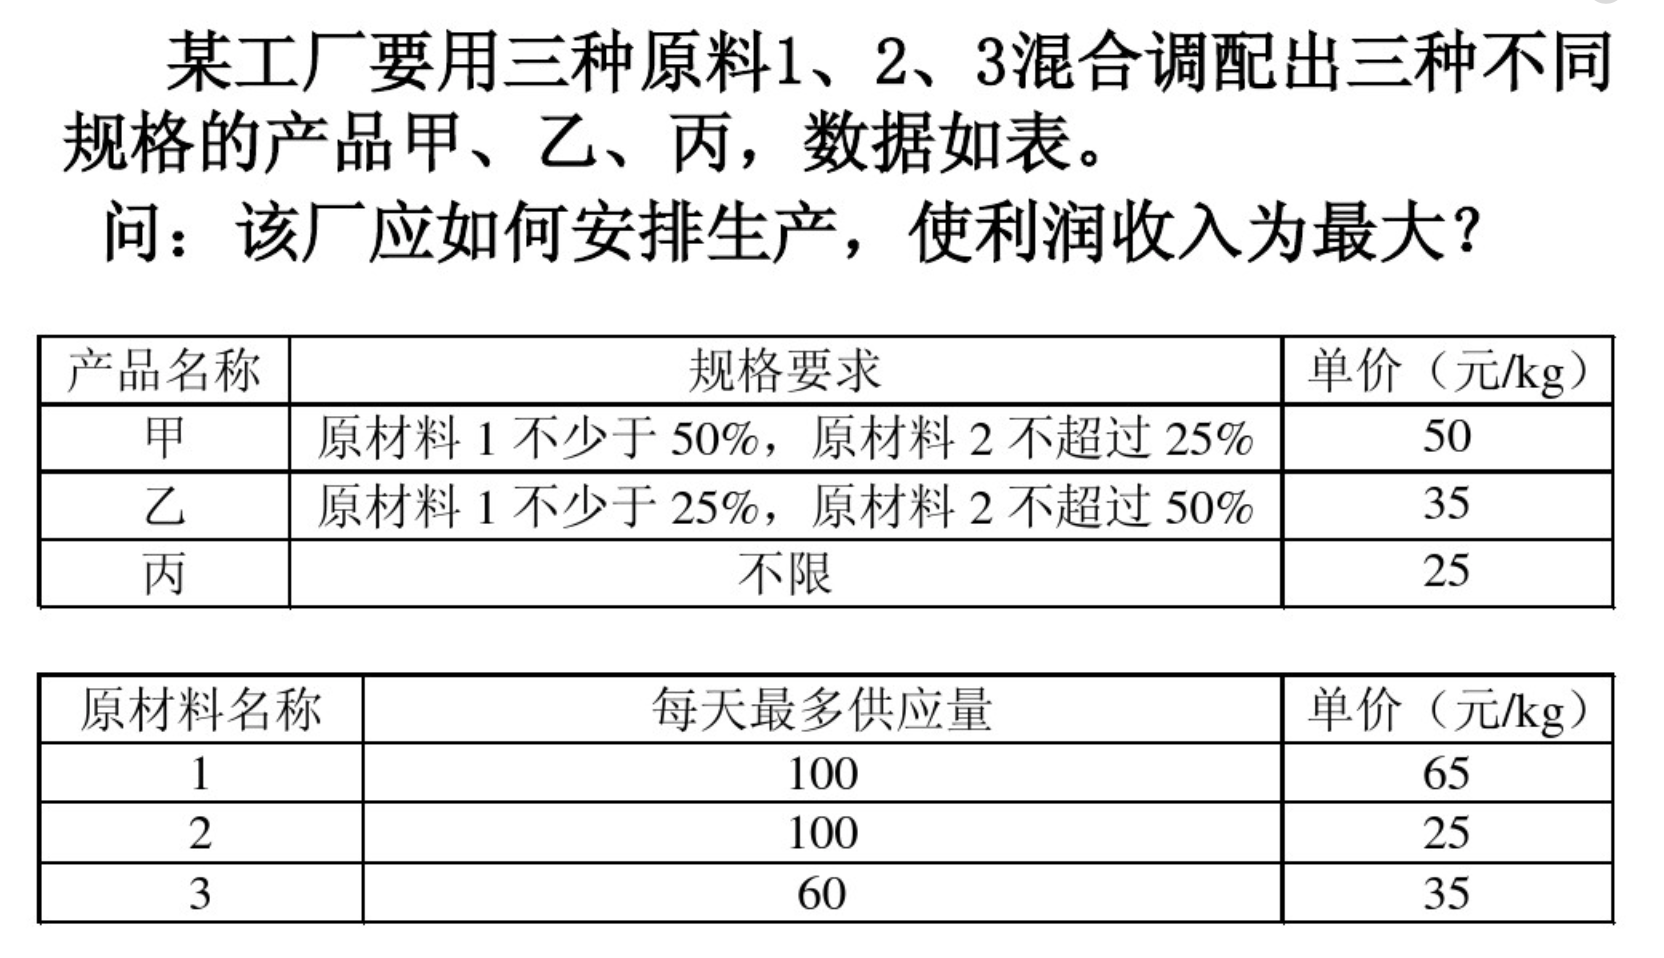 某工厂要用三种原料1、2、3混合调配出三种不同
规格的产品甲、乙、丙，数据如表。
问：该厂应如何安排生产，使利润收入为最大？
产品名称 规格要求 单价（元/kg）
甲 原材料 1 不少于 50%，原材料 2 不超过 25% 50
乙 原材料 1 不少于 25%，原材料 2 不超过 50% 35
丙 不限 25
原材料名称 每天最多供应量 单价（元/kg）
1 100 65
2 100 25
3 60 35